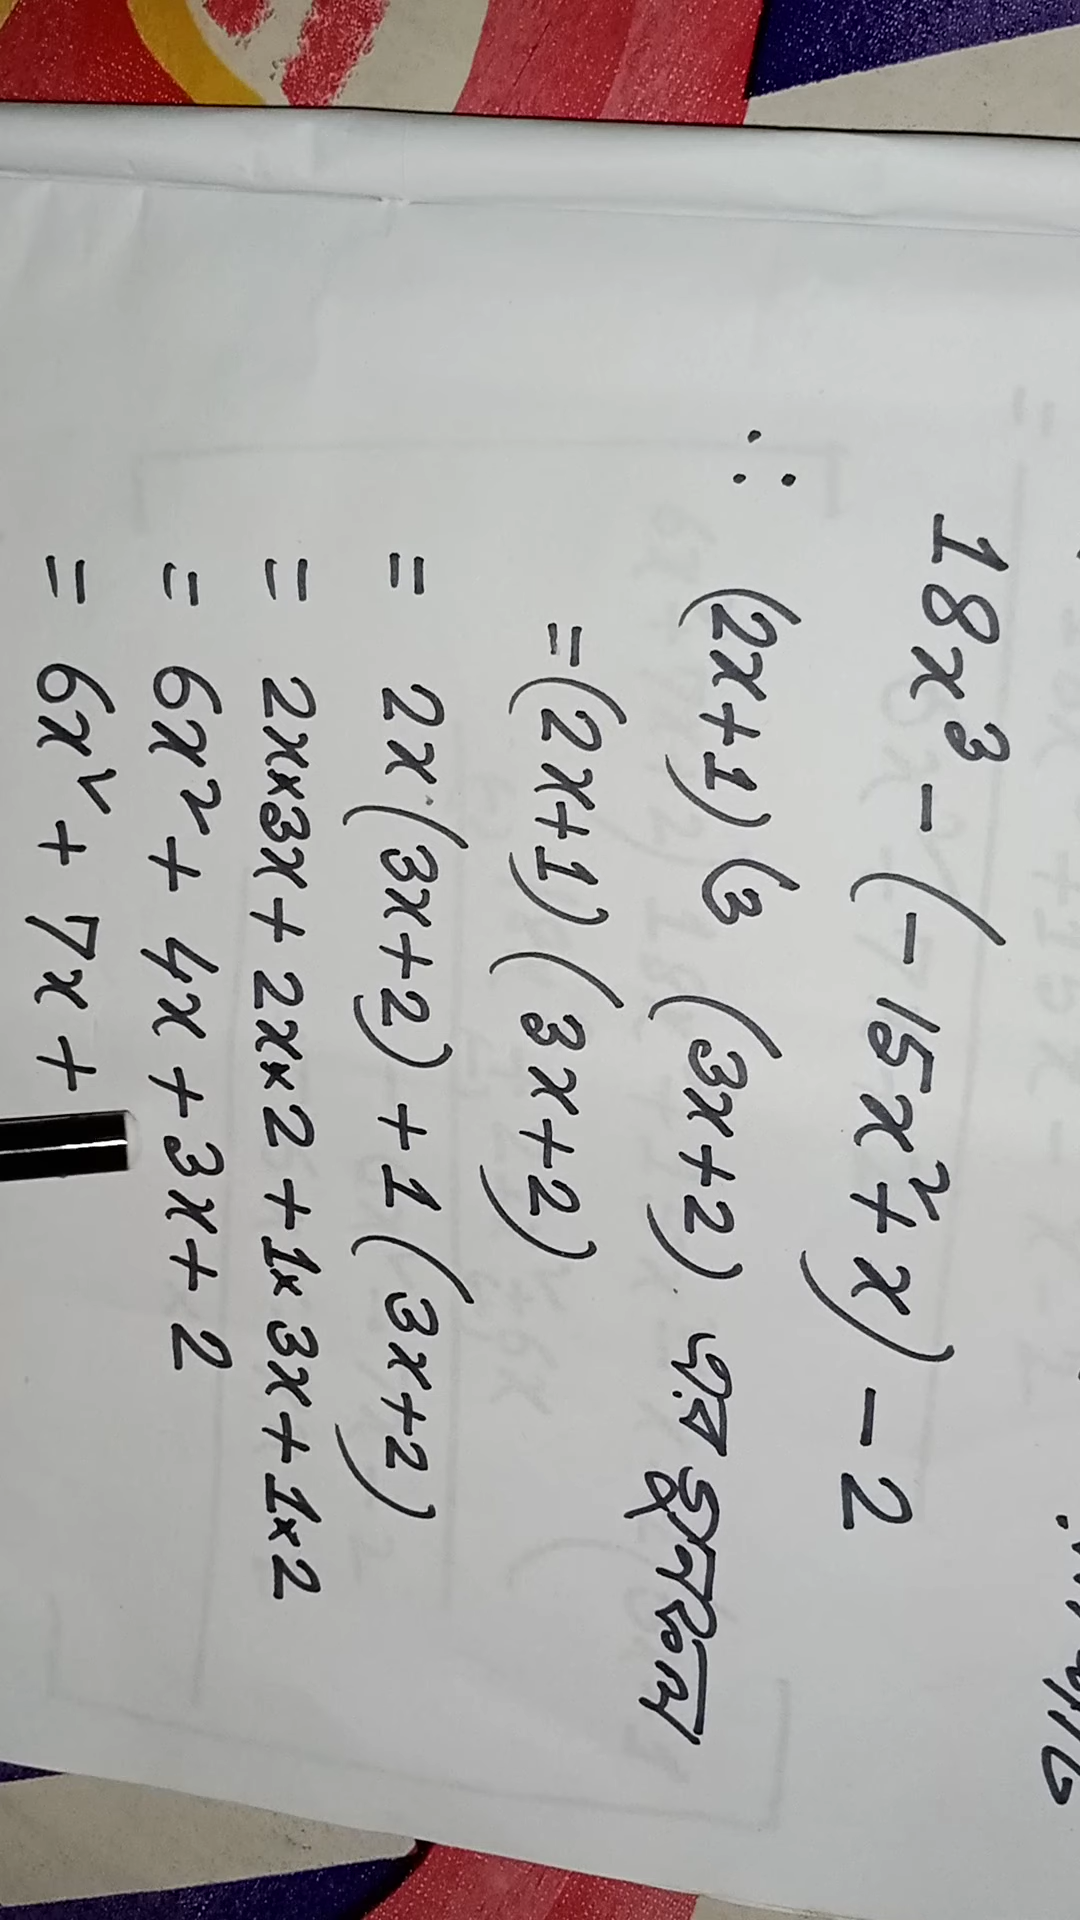 18x³ - (-15x² + x) - 2
∴ (2x+1) ও (3x+2) এর গুনফল
= (2x+1) (3x+2)
= 2x (3x+2) + 1 (3x+2)
= 2x×3x + 2x×2 + 1×3x + 1×2
= 6x² + 4x + 3x + 2
= 6x² + 7x +